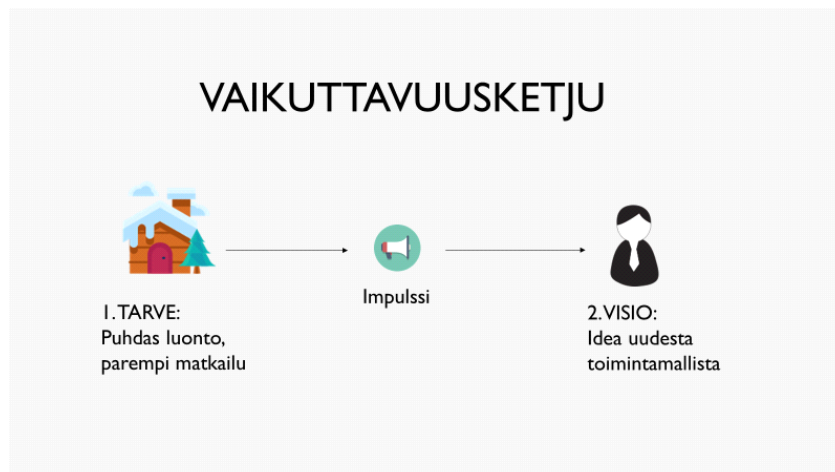 VAIKUTTAVUUSKETJU
Impulssi
1. TARVE:
Puhdas luonto,
parempi matkailu
2. VISIO:
Idea uudesta
toimintamallista